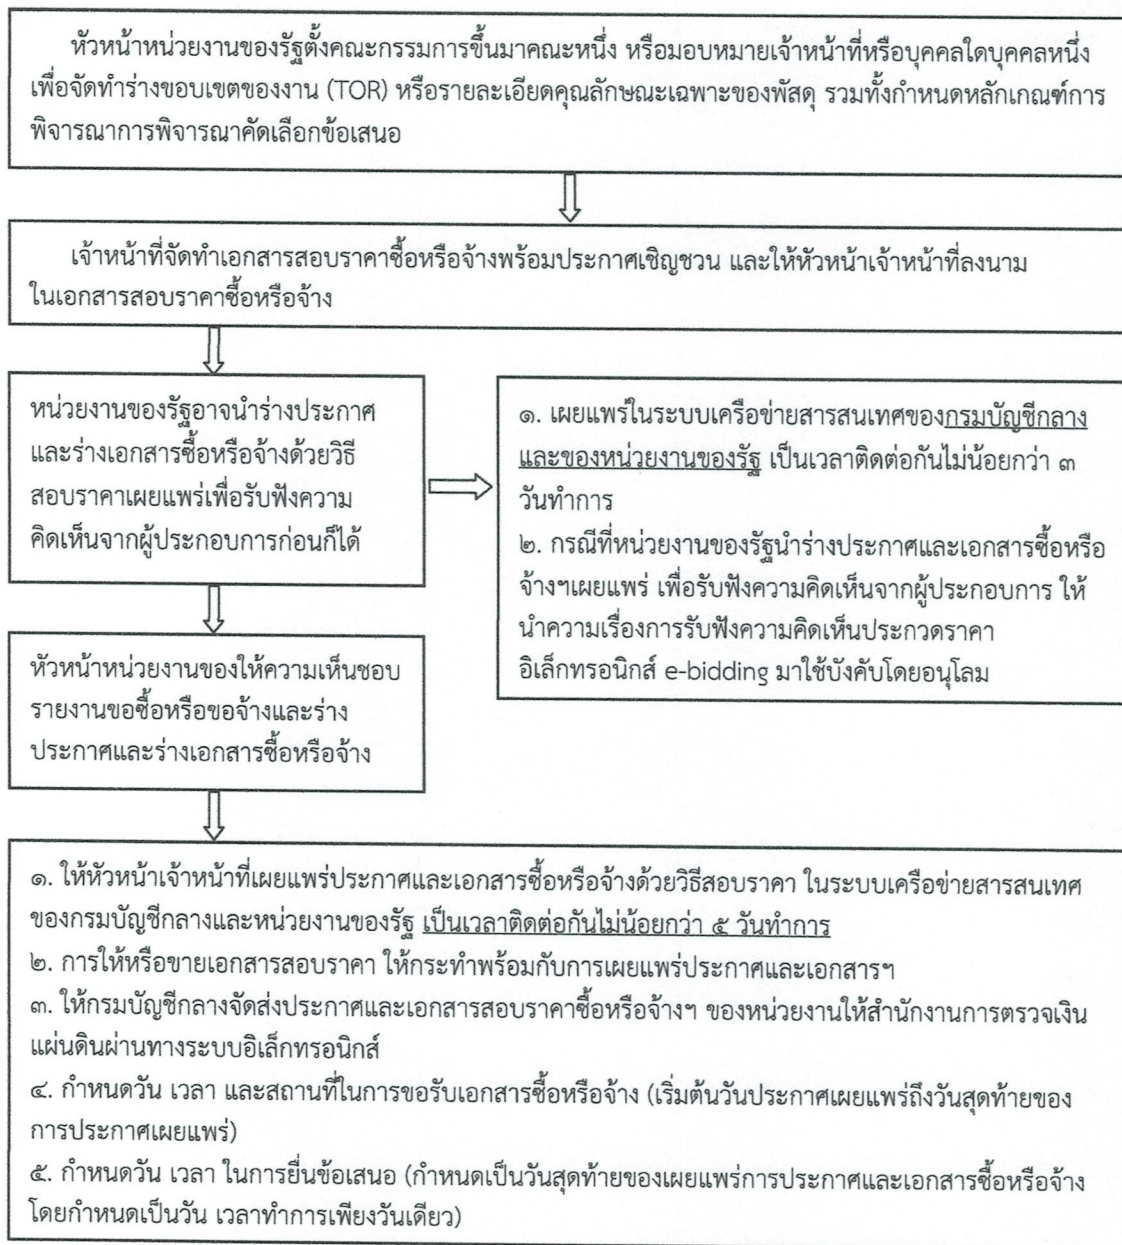 หัวหน้าหน่วยงานของรัฐตั้งคณะกรรมการขึ้นมาคณะหนึ่ง หรือมอบหมายเจ้าหน้าที่หรือบุคคลใดบุคคลหนึ่ง
เพื่อจัดทำร่างขอบเขตของงาน (TOR) หรือรายละเอียดคุณลักษณะเฉพาะของพัสดุ รวมทั้งกำหนดหลักเกณฑ์การ
พิจารณาการพิจารณาคัดเลือกข้อเสนอ
เจ้าหน้าที่จัดทำเอกสารสอบราคาซื้อหรือจ้างพร้อมประกาศเชิญชวน และให้หัวหน้าเจ้าหน้าที่ลงนาม
ในเอกสารสอบราคาซื้อหรือจ้าง
หน่วยงานของรัฐอาจนำร่างประกาศ
และร่างเอกสารซื้อหรือจ้างด้วยวิธี
สอบราคาเผยแพร่เพื่อรับฟังความ
คิดเห็นจากผู้ประกอบการก่อนก็ได้
๑. เผยแพร่ในระบบเครือข่ายสารสนเทศของกรมบัญชีกลาง
และของหน่วยงานของรัฐ เป็นเวลาติดต่อกันไม่น้อยกว่า ๓
วันทำการ
๒. กรณีที่หน่วยงานของรัฐนำร่างประกาศและเอกสารซื้อหรือ
จ้างฯเผยแพร่ เพื่อรับฟังความคิดเห็นจากผู้ประกอบการ ให้
นำความเรื่องการรับฟังความคิดเห็นประกวดราคา
อิเล็กทรอนิกส์ e-bidding มาใช้บังคับโดยอนุโลม
หัวหน้าหน่วยงานของให้ความเห็นชอบ
รายงานขอซื้อหรือขอจ้างและร่าง
ประกาศและร่างเอกสารซื้อหรือจ้าง
๑. ให้หัวหน้าเจ้าหน้าที่เผยแพร่ประกาศและเอกสารซื้อหรือจ้างด้วยวิธีสอบราคา ในระบบเครือข่ายสารสนเทศ
ของกรมบัญชีกลางและหน่วยงานของรัฐ เป็นเวลาติดต่อกันไม่น้อยกว่า ๕ วันทำการ
๒. การให้หรือขายเอกสารสอบราคา ให้กระทำพร้อมกับการเผยแพร่ประกาศและเอกสารฯ
๓. ให้กรมบัญชีกลางจัดส่งประกาศและเอกสารสอบราคาซื้อหรือจ้างฯ ของหน่วยงานให้สำนักงานการตรวจเงิน
แผ่นดินผ่านทางระบบอิเล็กทรอนิกส์
๔. กำหนดวัน เวลา และสถานที่ในการขอรับเอกสารซื้อหรือจ้าง (เริ่มต้นวันประกาศเผยแพร่ถึงวันสุดท้ายของ
การประกาศเผยแพร่)
๕. กำหนดวัน เวลา ในการยื่นข้อเสนอ (กำหนดเป็นวันสุดท้ายของเผยแพร่การประกาศและเอกสารซื้อหรือจ้าง
โดยกำหนดเป็นวัน เวลาทำการเพียงวันเดียว)